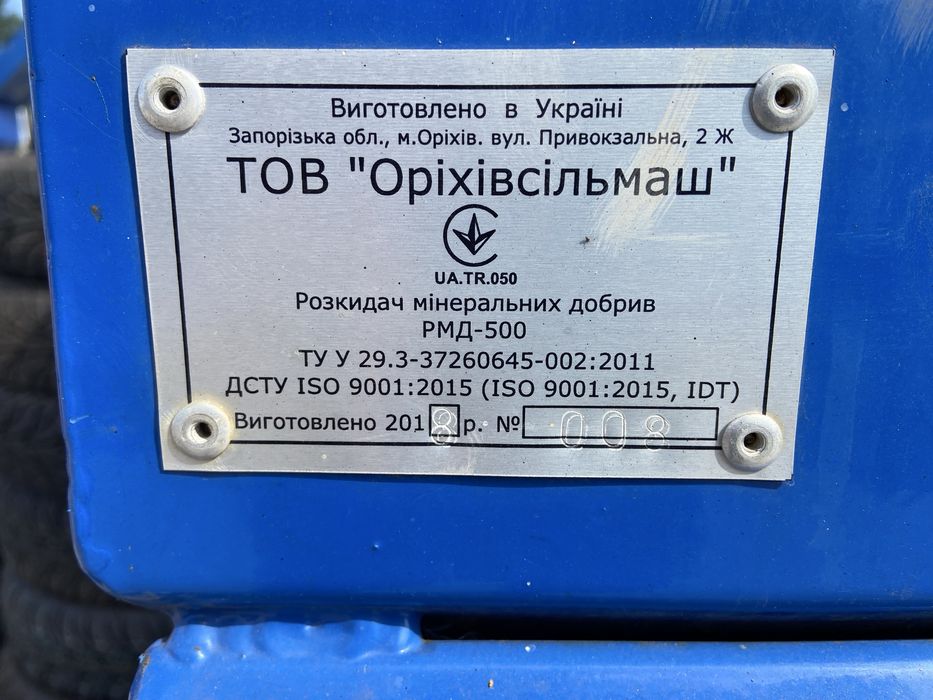 Виготовлено в Україні
Запорізька обл., м.Оріхів. вул. Привокзальна, 2 Ж
ТОВ "Оріхівсільмаш"
UA.TR.050
Розкидач мінеральних добрив
РМД-500
ТУ У 29.3-37260645-002:2011
ДСТУ ISO 9001:2015 (ISO 9001:2015, IDT)
Виготовлено 2018 р. № 008